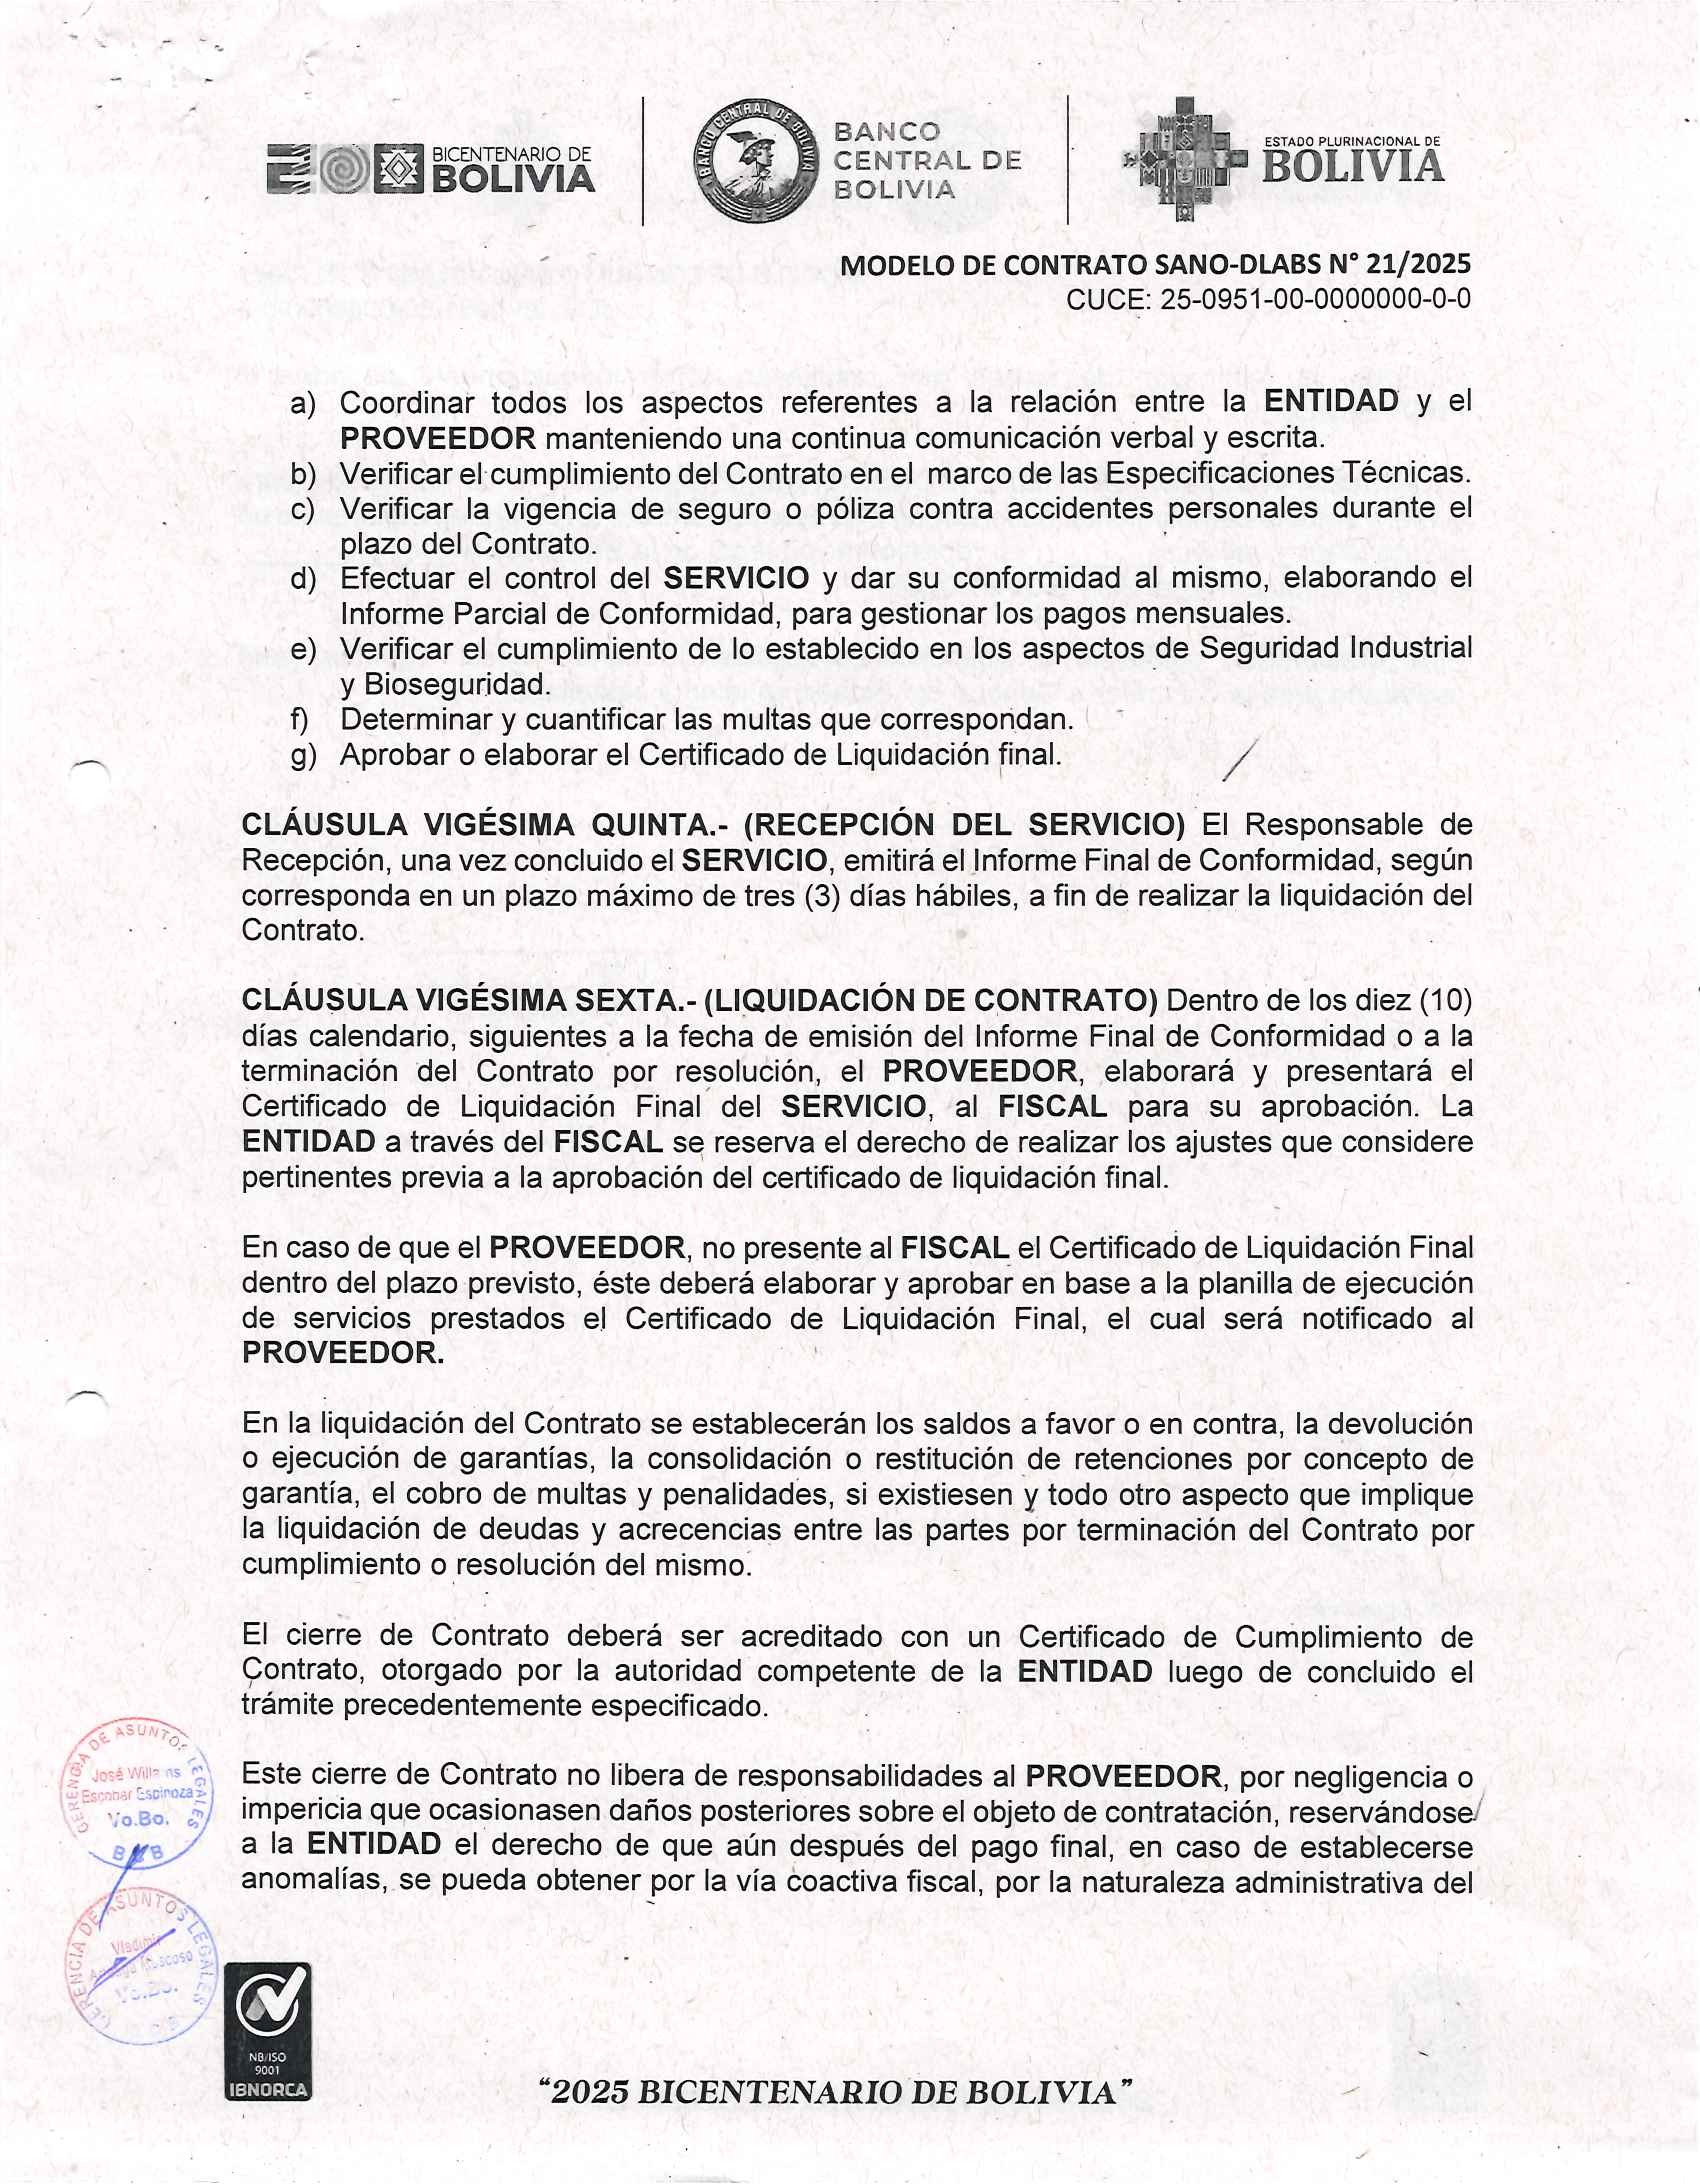 BICENTENARIO DE
BOLIVIA
BANCO CENTRAL DE BOLIVIA
BANCO
CENTRAL DE
BOLIVIA
ESTADO PLURINACIONAL DE
BOLIVIA
MODELO DE CONTRATO SANO-DLABS N° 21/2025
CUCE: 25-0951-00-0000000-0-0
a) Coordinar todos los aspectos referentes a la relación entre la ENTIDAD y el
PROVEEDOR manteniendo una continua comunicación verbal y escrita.
b) Verificar el cumplimiento del Contrato en el marco de las Especificaciones Técnicas.
c) Verificar la vigencia de seguro o póliza contra accidentes personales durante el
plazo del Contrato.
d) Efectuar el control del SERVICIO y dar su conformidad al mismo, elaborando el
Informe Parcial de Conformidad, para gestionar los pagos mensuales.
e) Verificar el cumplimiento de lo establecido en los aspectos de Seguridad Industrial
y Bioseguridad.
f) Determinar y cuantificar las multas que correspondan.
g) Aprobar o elaborar el Certificado de Liquidación final.
CLÁUSULA VIGÉSIMA QUINTA.- (RECEPCIÓN DEL SERVICIO) El Responsable de
Recepción, una vez concluido el SERVICIO, emitirá el Informe Final de Conformidad, según
corresponda en un plazo máximo de tres (3) días hábiles, a fin de realizar la liquidación del
Contrato.
CLÁUSULA VIGÉSIMA SEXTA.- (LIQUIDACIÓN DE CONTRATO) Dentro de los diez (10)
días calendario, siguientes a la fecha de emisión del Informe Final de Conformidad o a la
terminación del Contrato por resolución, el PROVEEDOR, elaborará y presentará el
Certificado de Liquidación Final del SERVICIO, al FISCAL para su aprobación. La
ENTIDAD a través del FISCAL se reserva el derecho de realizar los ajustes que considere
pertinentes previa a la aprobación del certificado de liquidación final.
En caso de que el PROVEEDOR, no presente al FISCAL el Certificado de Liquidación Final
dentro del plazo previsto, éste deberá elaborar y aprobar en base a la planilla de ejecución
de servicios prestados el Certificado de Liquidación Final, el cual será notificado al
PROVEEDOR.
En la liquidación del Contrato se establecerán los saldos a favor o en contra, la devolución
o ejecución de garantías, la consolidación o restitución de retenciones por concepto de
garantía, el cobro de multas y penalidades, si existiesen y todo otro aspecto que implique
la liquidación de deudas y acrecencias entre las partes por terminación del Contrato por
cumplimiento o resolución del mismo.
El cierre de Contrato deberá ser acreditado con un Certificado de Cumplimiento de
Contrato, otorgado por la autoridad competente de la ENTIDAD luego de concluido el
trámite precedentemente especificado.
Este cierre de Contrato no libera de responsabilidades al PROVEEDOR, por negligencia o
impericia que ocasionasen daños posteriores sobre el objeto de contratación, reservándose
a la ENTIDAD el derecho de que aún después del pago final, en caso de establecerse
anomalías, se pueda obtener por la vía coactiva fiscal, por la naturaleza administrativa del
GERENCIA DE ASUNTOS LEGALES
José
Escobar Espinoza
Vo.Bo.
GERENCIA DE ASUNTOS LEGALES
Vladimir
Vo.Bo.
NB/ISO
9001
IBNORCA
“2025 BICENTENARIO DE BOLIVIA”